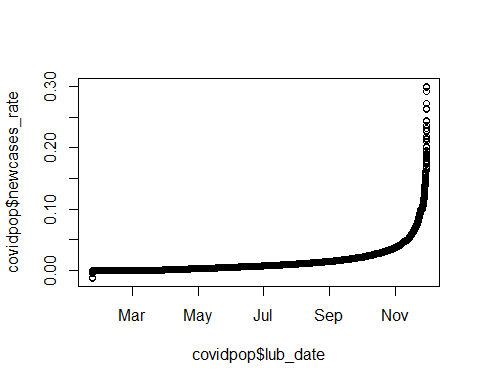 covidpop$newcases_rate
0.30
0.20
0.10
0.00
Mar May Jul Sep Nov
covidpop$lub_date